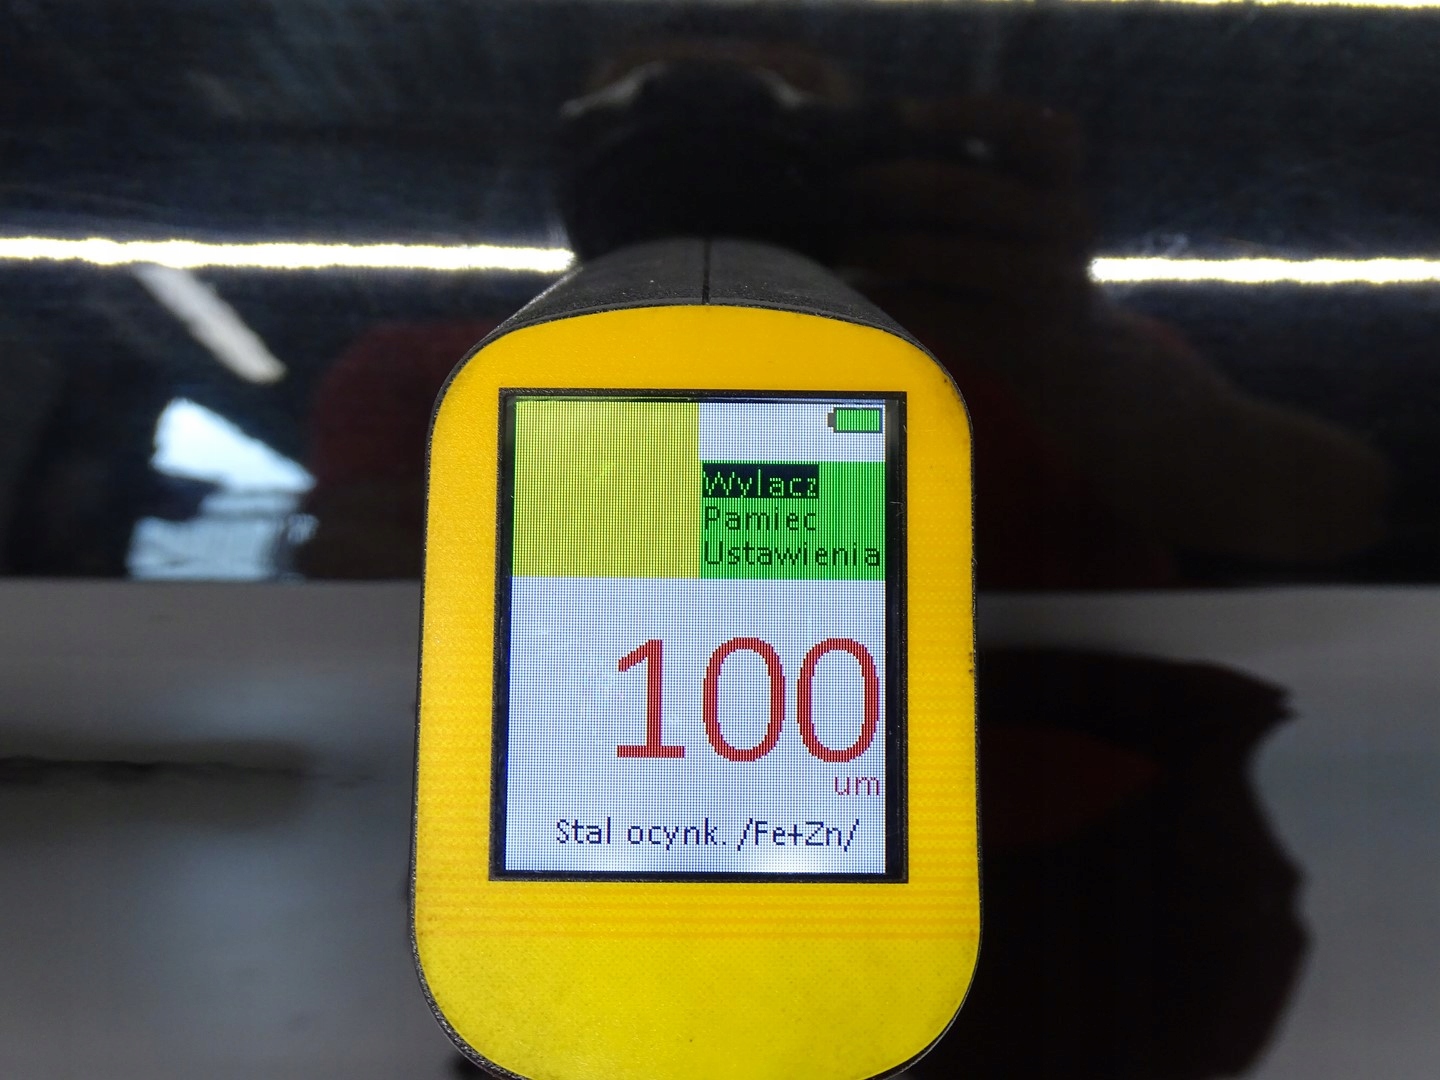 Wylacz
Pamiec
Ustawienia
100
um
Stal ocynk. /Fe+Zn/